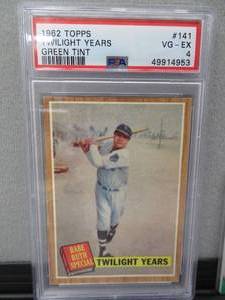 1962 TOPPS #141
TWILIGHT YEARS VG-EX
GREEN TINT PSA 4
49914953
BABE
RUTH
SPECIAL
TWILIGHT YEARS